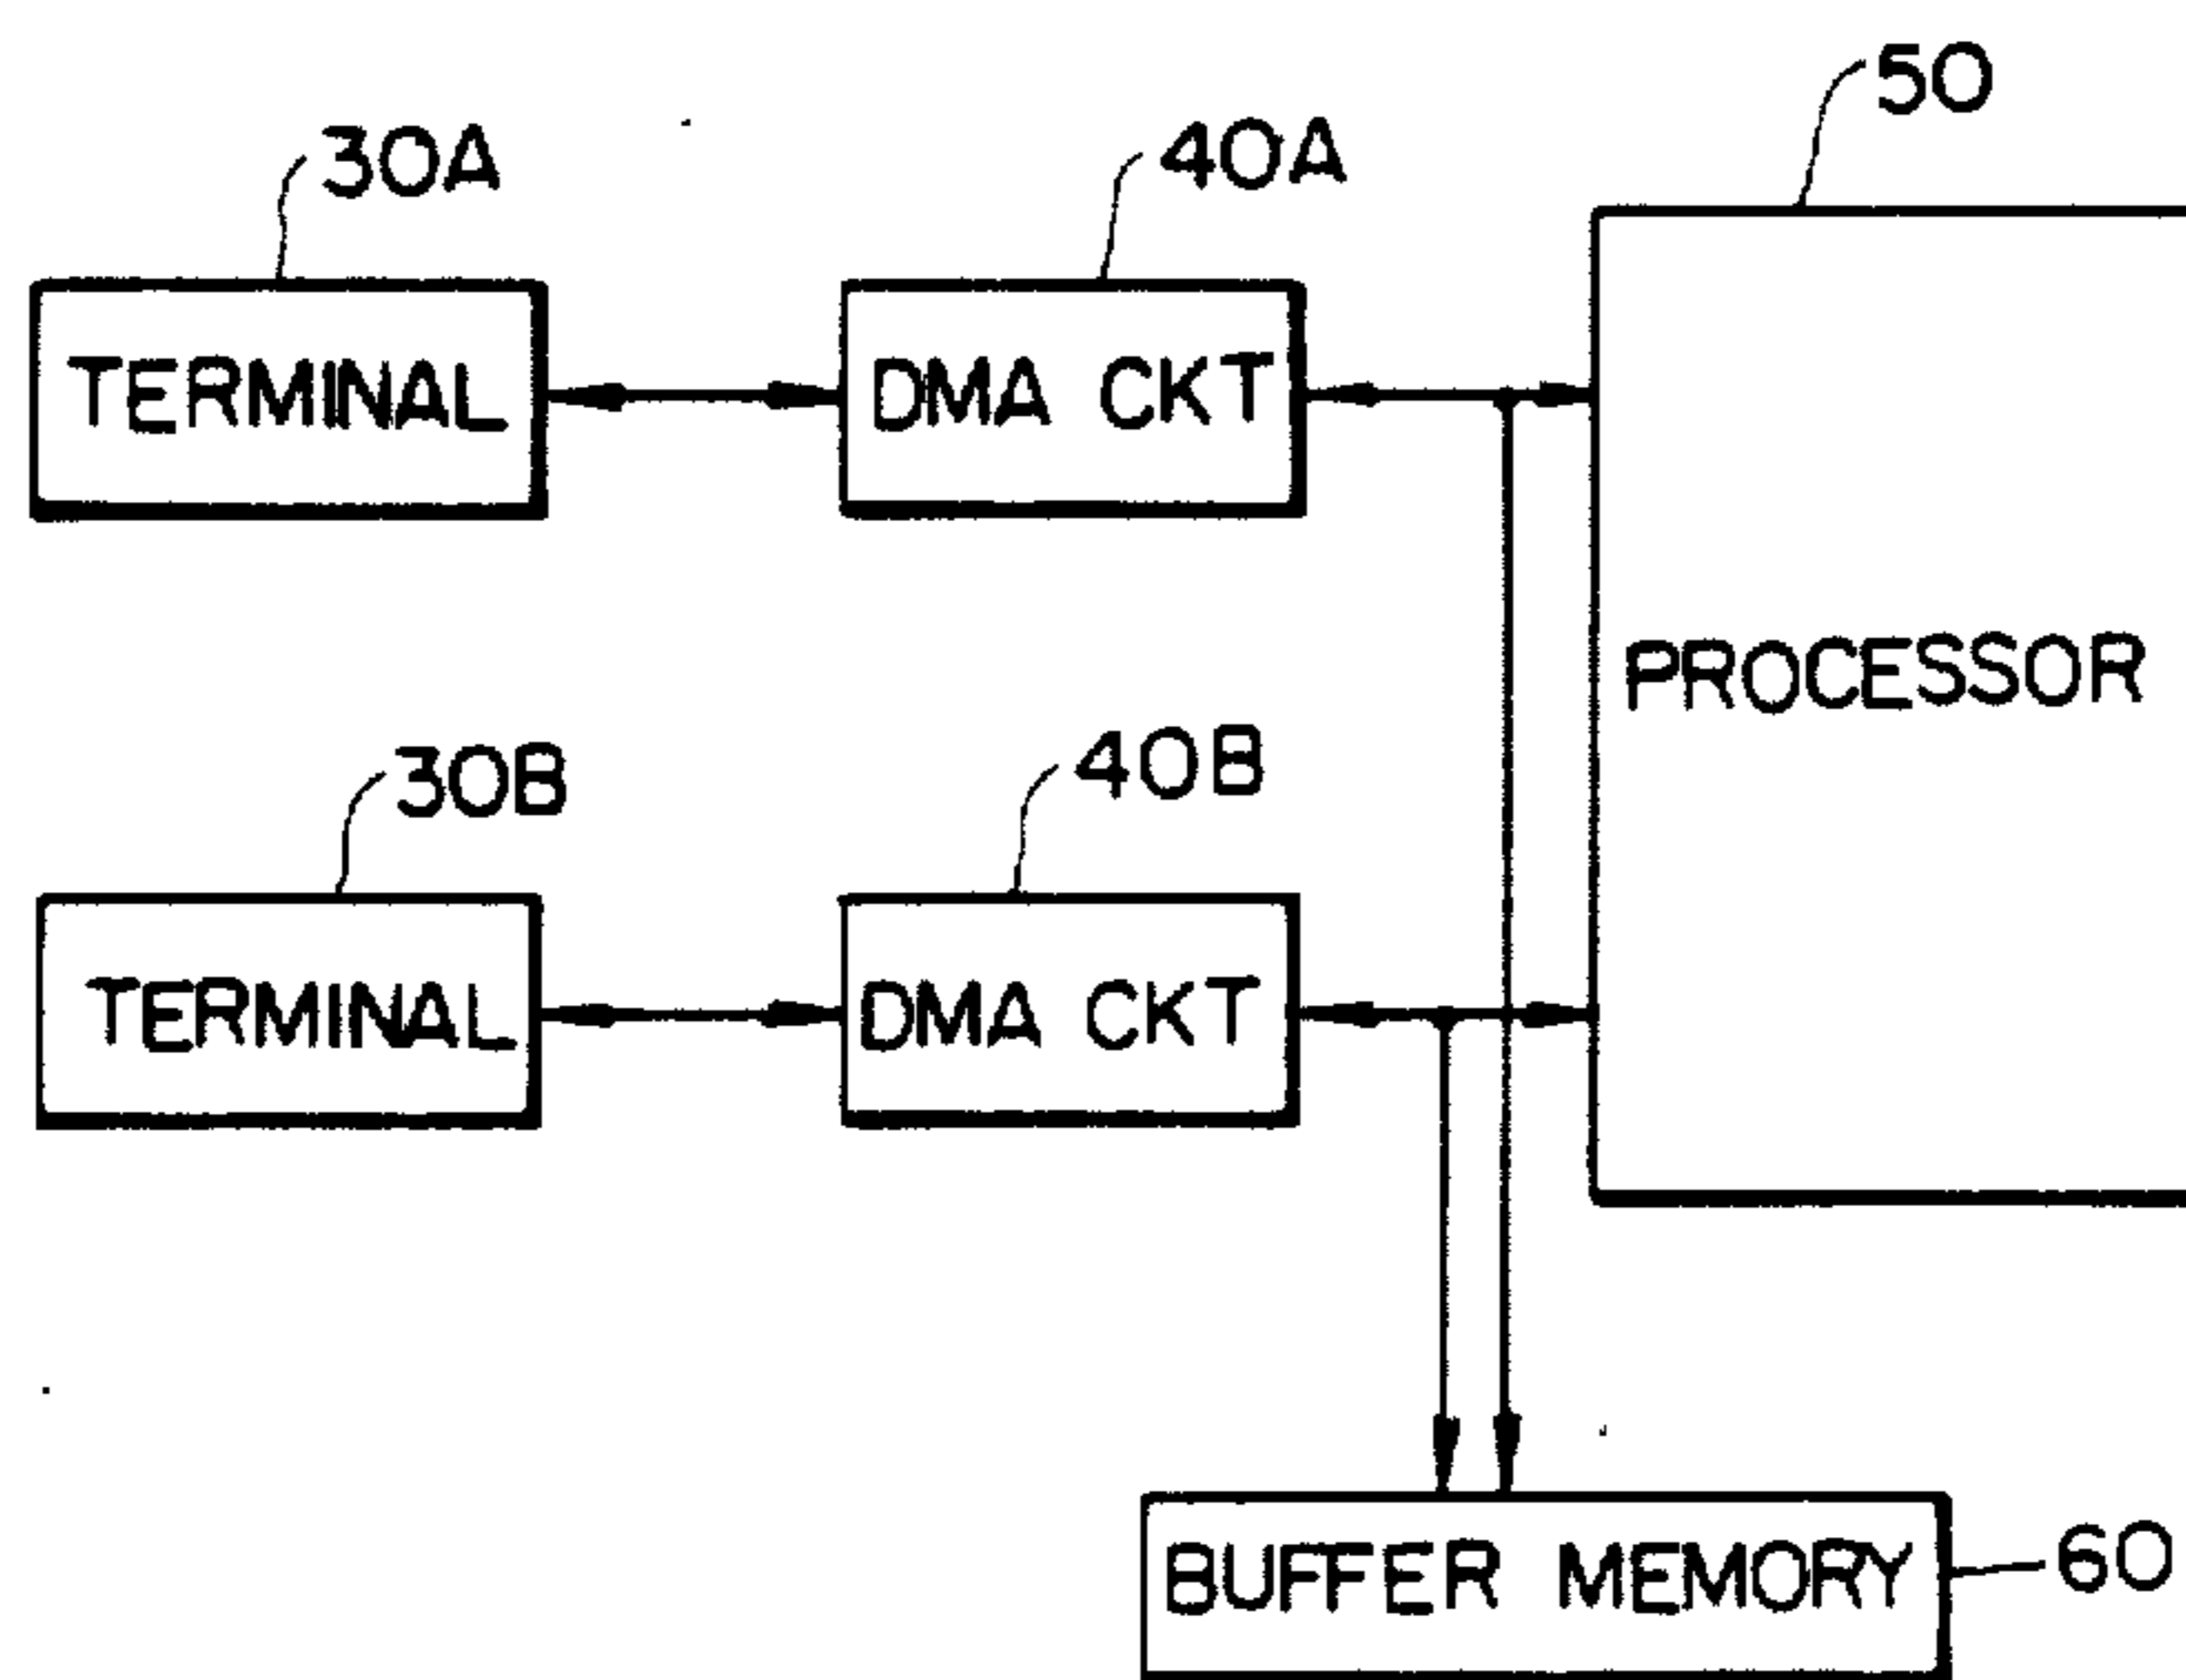 50
30A
40A
TERMINAL
DMA CKT
PROCESSOR
30B
40B
TERMINAL
DMA CKT
BUFFER MEMORY
60